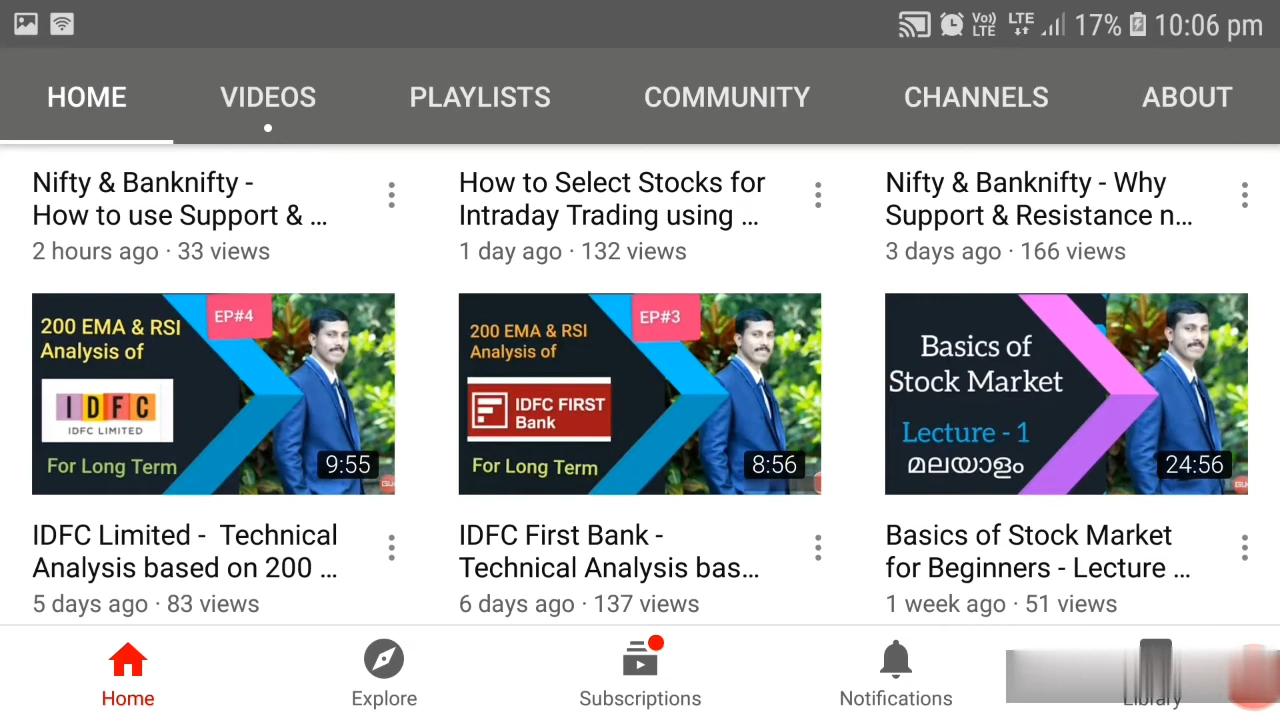 Vo)) LTE LTE 17% 10:06 pm
HOME VIDEOS PLAYLISTS COMMUNITY CHANNELS ABOUT
Nifty & Banknifty -
How to use Support & ...
2 hours ago · 33 views
How to Select Stocks for
Intraday Trading using ...
1 day ago · 132 views
Nifty & Banknifty - Why
Support & Resistance n...
3 days ago · 166 views
EP#4
200 EMA & RSI
Analysis of
IDFC
IDFC LIMITED
For Long Term
9:55
EP#3
200 EMA & RSI
Analysis of
IDFC FIRST
Bank
For Long Term
8:56
Basics of
Stock Market
Lecture - 1
മലയാളം
24:56
IDFC Limited - Technical
Analysis based on 200 ...
5 days ago · 83 views
IDFC First Bank -
Technical Analysis bas...
6 days ago · 137 views
Basics of Stock Market
for Beginners - Lecture ...
1 week ago · 51 views
Home Explore Subscriptions Notifications Library